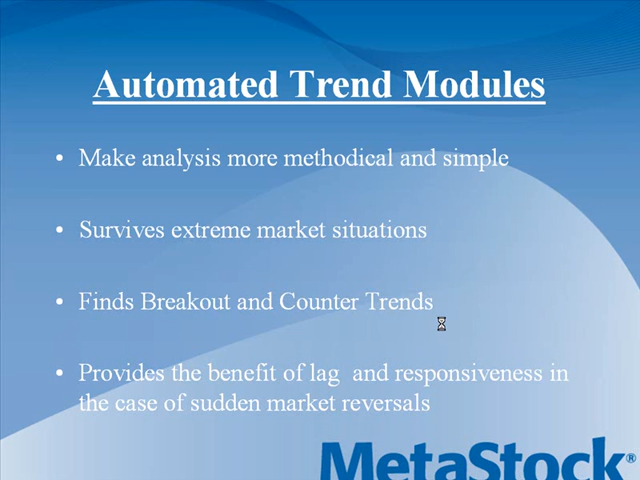 Automated Trend Modules
• Make analysis more methodical and simple
• Survives extreme market situations
• Finds Breakout and Counter Trends
• Provides the benefit of lag and responsiveness in
the case of sudden market reversals
MetaStock®